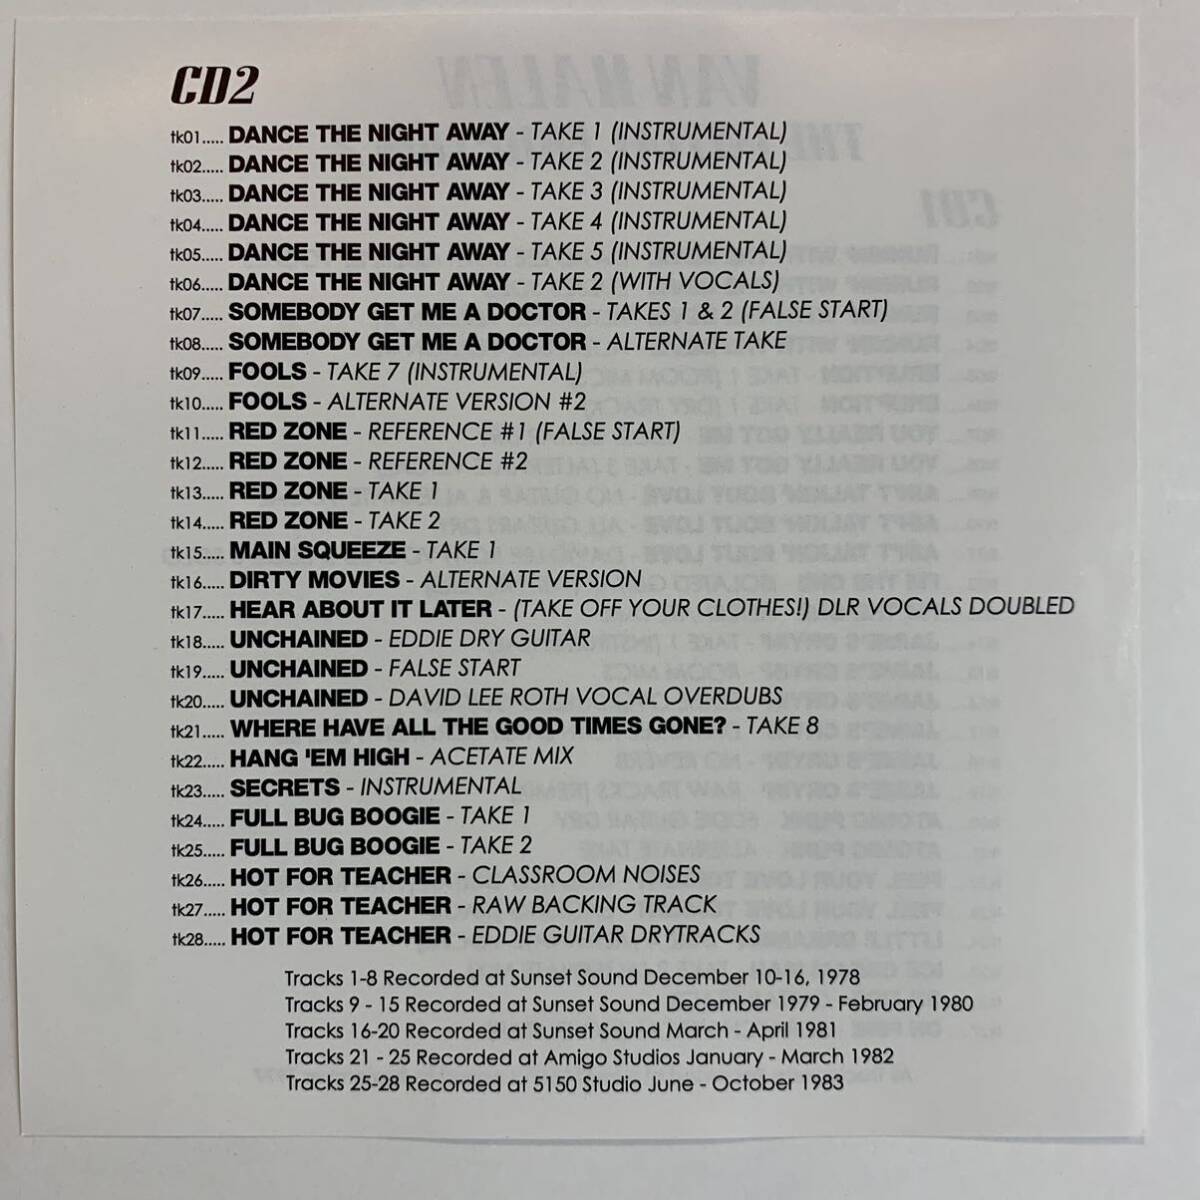 CD2
tk01..... DANCE THE NIGHT AWAY - TAKE 1 (INSTRUMENTAL)
tk02..... DANCE THE NIGHT AWAY - TAKE 2 (INSTRUMENTAL)
tk03..... DANCE THE NIGHT AWAY - TAKE 3 (INSTRUMENTAL)
tk04..... DANCE THE NIGHT AWAY - TAKE 4 (INSTRUMENTAL)
tk05..... DANCE THE NIGHT AWAY - TAKE 5 (INSTRUMENTAL)
tk06..... DANCE THE NIGHT AWAY - TAKE 2 (WITH VOCALS)
tk07..... SOMEBODY GET ME A DOCTOR - TAKES 1 & 2 (FALSE START)
tk08..... SOMEBODY GET ME A DOCTOR - ALTERNATE TAKE
tk09..... FOOLS - TAKE 7 (INSTRUMENTAL)
tk10..... FOOLS - ALTERNATE VERSION #2
tk11..... RED ZONE - REFERENCE #1 (FALSE START)
tk12..... RED ZONE - REFERENCE #2
tk13..... RED ZONE - TAKE 1
tk14..... RED ZONE - TAKE 2
tk15..... MAIN SQUEEZE - TAKE 1
tk16..... DIRTY MOVIES - ALTERNATE VERSION
tk17..... HEAR ABOUT IT LATER - (TAKE OFF YOUR CLOTHES!) DLR VOCALS DOUBLED
tk18..... UNCHAINED - EDDIE DRY GUITAR
tk19..... UNCHAINED - FALSE START
tk20..... UNCHAINED - DAVID LEE ROTH VOCAL OVERDUBS
tk21..... WHERE HAVE ALL THE GOOD TIMES GONE? - TAKE 8
tk22..... HANG 'EM HIGH - ACETATE MIX
tk23..... SECRETS - INSTRUMENTAL
tk24..... FULL BUG BOOGIE - TAKE 1
tk25..... FULL BUG BOOGIE - TAKE 2
tk26..... HOT FOR TEACHER - CLASSROOM NOISES
tk27..... HOT FOR TEACHER - RAW BACKING TRACK
tk28..... HOT FOR TEACHER - EDDIE GUITAR DRYTRACKS
Tracks 1-8 Recorded at Sunset Sound December 10-16, 1978
Tracks 9 - 15 Recorded at Sunset Sound December 1979 - February 1980
Tracks 16-20 Recorded at Sunset Sound March - April 1981
Tracks 21 - 25 Recorded at Amigo Studios January - March 1982
Tracks 25-28 Recorded at 5150 Studio June - October 1983